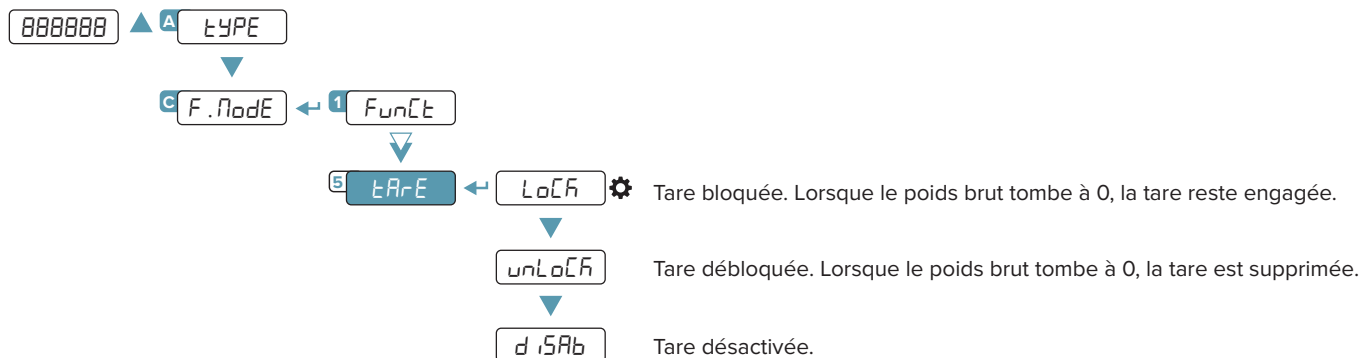 888888 A tYPE
C F.ModE 1 FunCt
5 tArE LoCK Tare bloquée. Lorsque le poids brut tombe à 0, la tare reste engagée.
unLoCK Tare débloquée. Lorsque le poids brut tombe à 0, la tare est supprimée.
diSAb Tare désactivée.